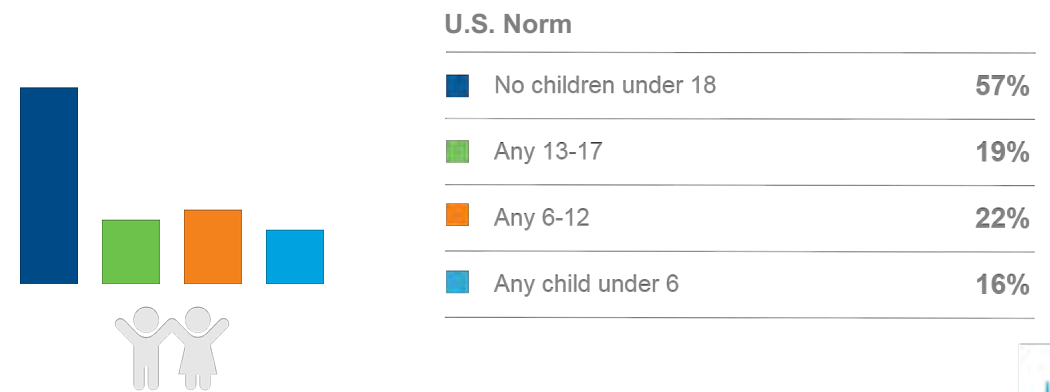 U.S. Norm
No children under 18 57%
Any 13-17 19%
Any 6-12 22%
Any child under 6 16%